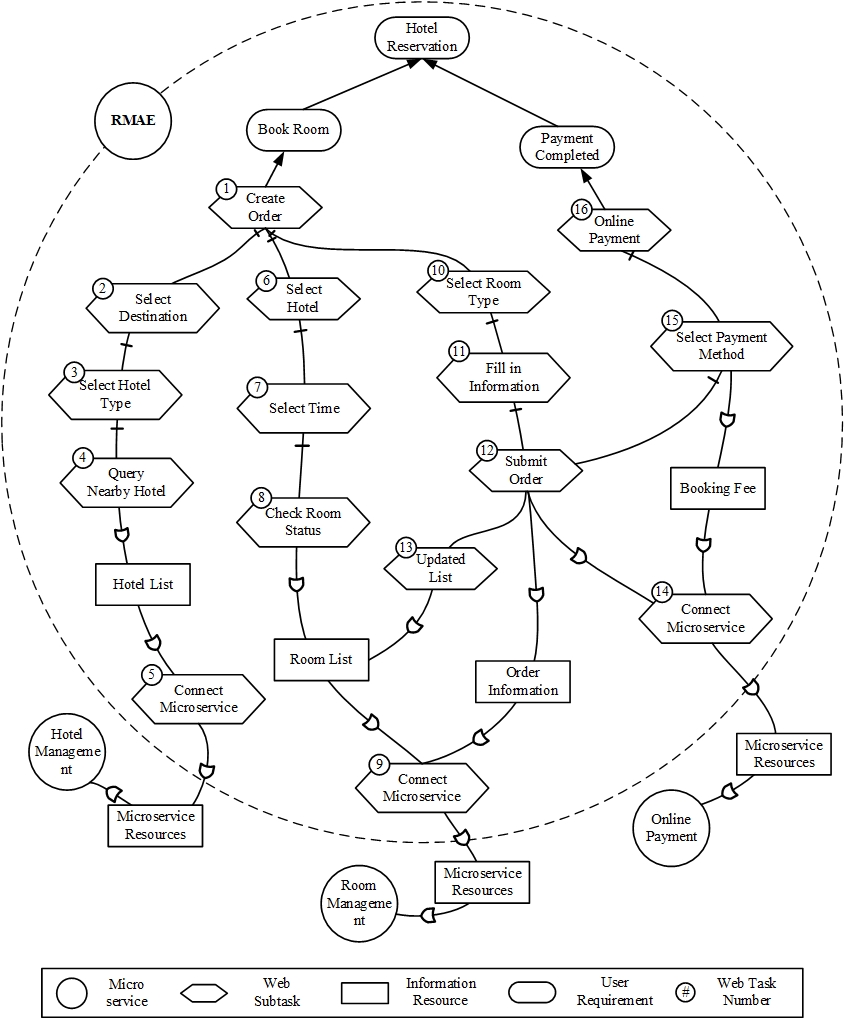 Hotel
Reservation
RMAE
Book Room
Payment
Completed
1
Create
Order
16
Online
Payment
2
Select
Destination
6
Select
Hotel
10
Select Room
Type
15
Select Payment
Method
3
Select Hotel
Type
7
Select Time
11
Fill in
Information
4
Query
Nearby Hotel
8
Check Room
Status
12
Submit
Order
Booking Fee
Hotel List
13
Updated
List
14
Connect
Microservice
Room List
Order
Information
5
Connect
Microservice
Hotel
Manageme
nt
Microservice
Resources
9
Connect
Microservice
Microservice
Resources
Online
Payment
Microservice
Resources
Room
Manageme
nt
Micro
service
Web
Subtask
Information
Resource
User
Requirement
#
Web Task
Number